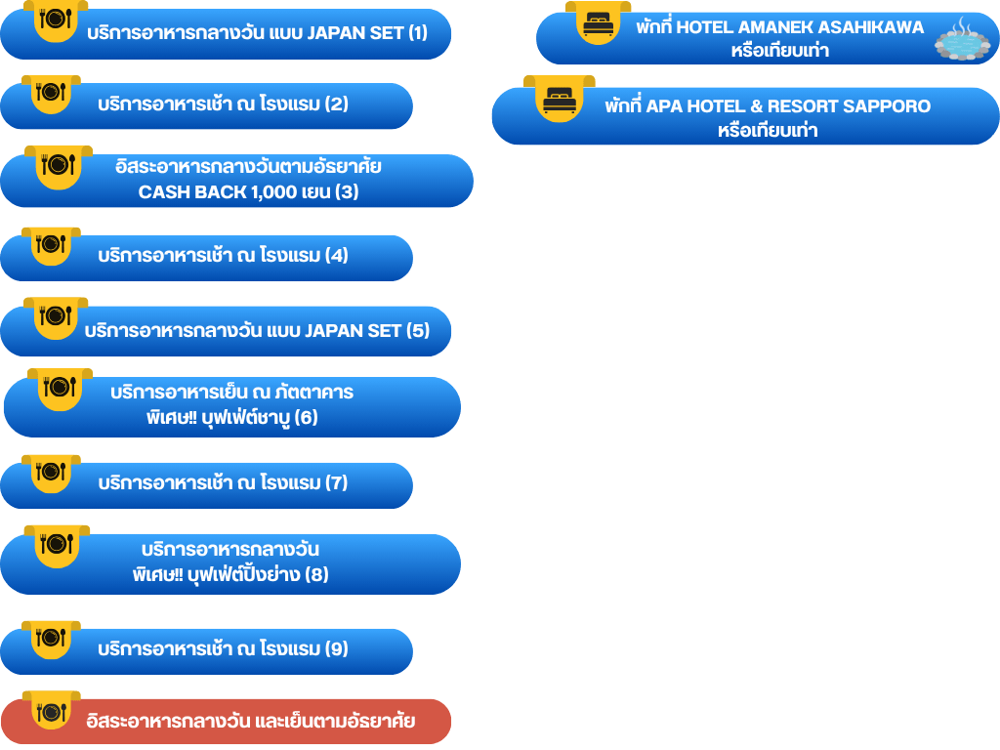 บริการอาหารกลางวัน แบบ JAPAN SET (1)
บริการอาหารเช้า ณ โรงแรม (2)
อิสระอาหารกลางวันตามอัธยาศัย
CASH BACK 1,000 เยน (3)
บริการอาหารเช้า ณ โรงแรม (4)
บริการอาหารกลางวัน แบบ JAPAN SET (5)
บริการอาหารเย็น ณ ภัตตาคาร
พิเศษ!! บุฟเฟ่ต์ชาบู (6)
บริการอาหารเช้า ณ โรงแรม (7)
บริการอาหารกลางวัน
พิเศษ!! บุฟเฟ่ต์ปิ้งย่าง (8)
บริการอาหารเช้า ณ โรงแรม (9)
อิสระอาหารกลางวัน และเย็นตามอัธยาศัย
พักที่ HOTEL AMANEK ASAHIKAWA
หรือเทียบเท่า
พักที่ APA HOTEL & RESORT SAPPORO
หรือเทียบเท่า